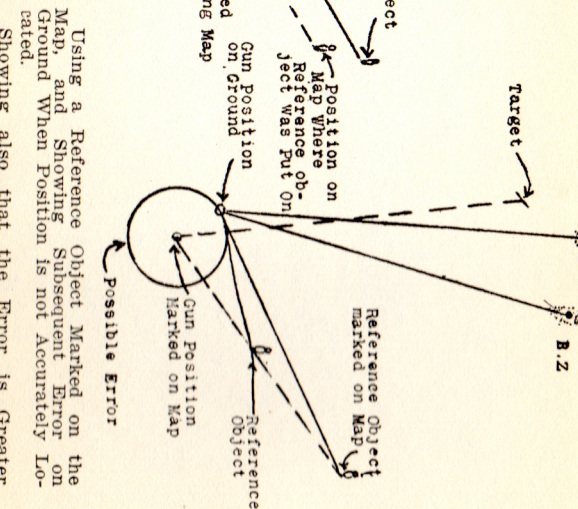 ect
ed
ng Map
Position on
Map Where
Reference ob-
ject was Put On
Gun Position
on Ground
Target
B.Z
Reference Object
marked on Map
Reference
Object
Gun Position
Marked on Map
Possible Error
Using a Reference Object Marked on the
Map, and Showing Subsequent Error on
Ground When Position is not Accurately Lo-
cated.
Showing also that the Error is Greater